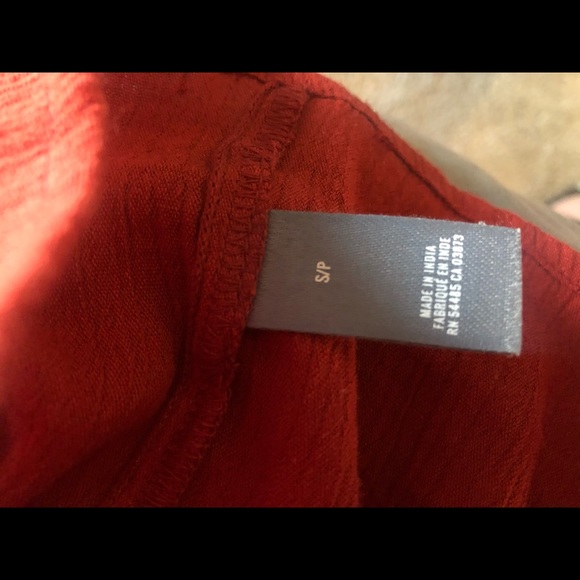 S/P
MADE IN INDIA
FABRIQUÉ EN INDE
RN 54485 CA 03873